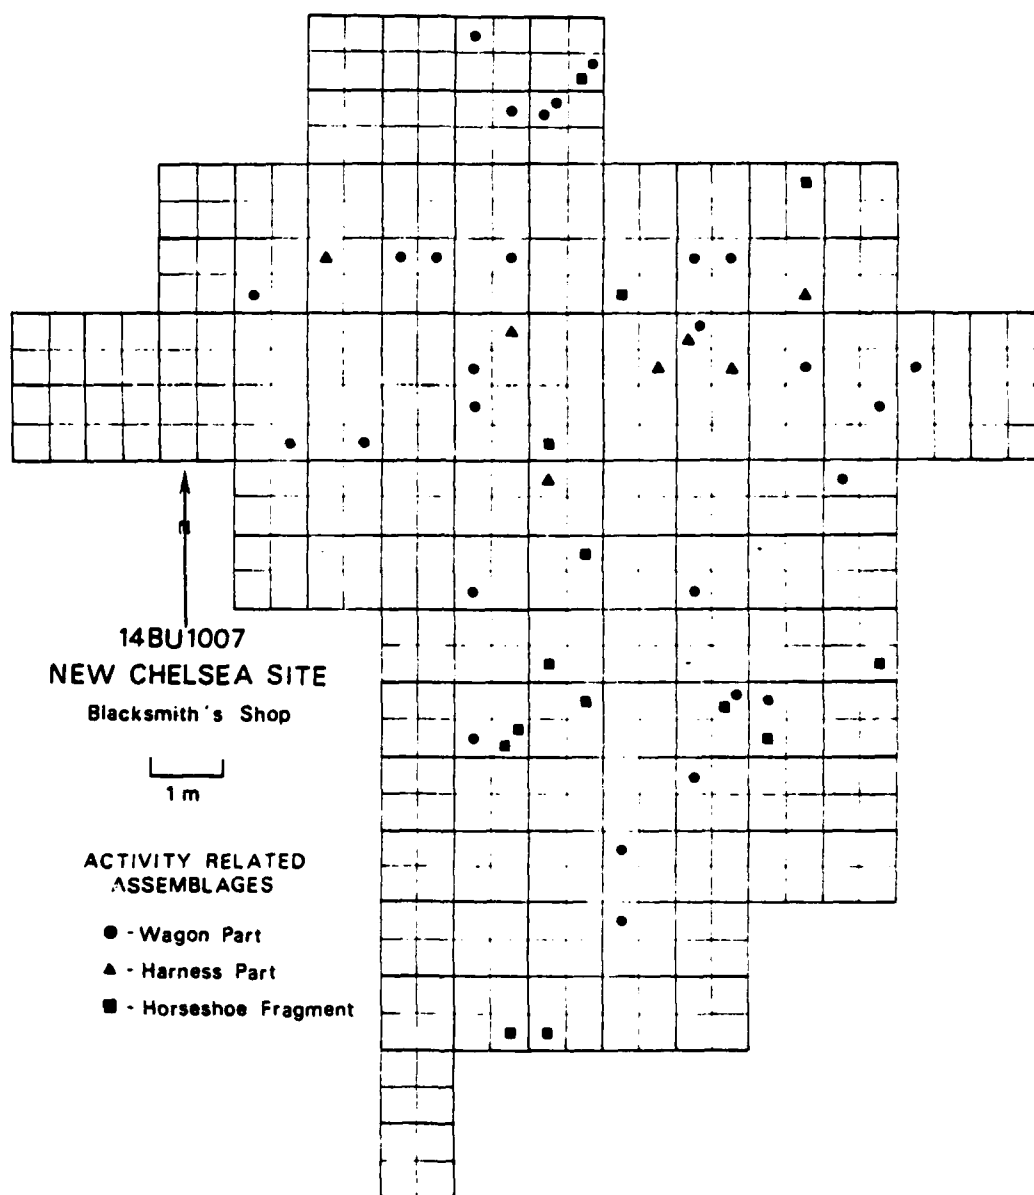 14BU1007
NEW CHELSEA SITE
Blacksmith's Shop
1 m
ACTIVITY RELATED
ASSEMBLAGES
● - Wagon Part
▲ - Harness Part
■ - Horseshoe Fragment